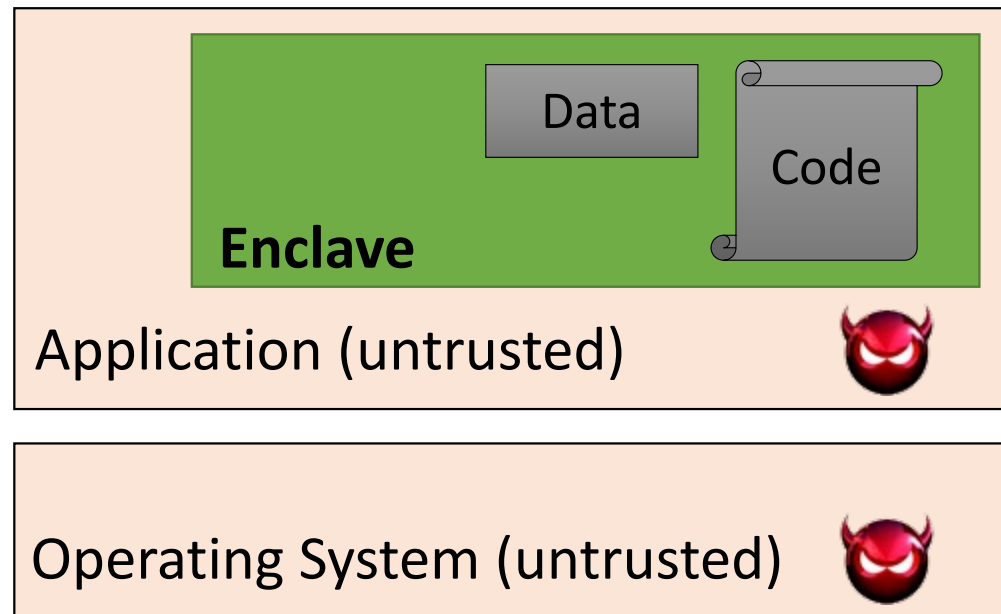 Data
Code
Enclave
Application (untrusted)
Operating System (untrusted)